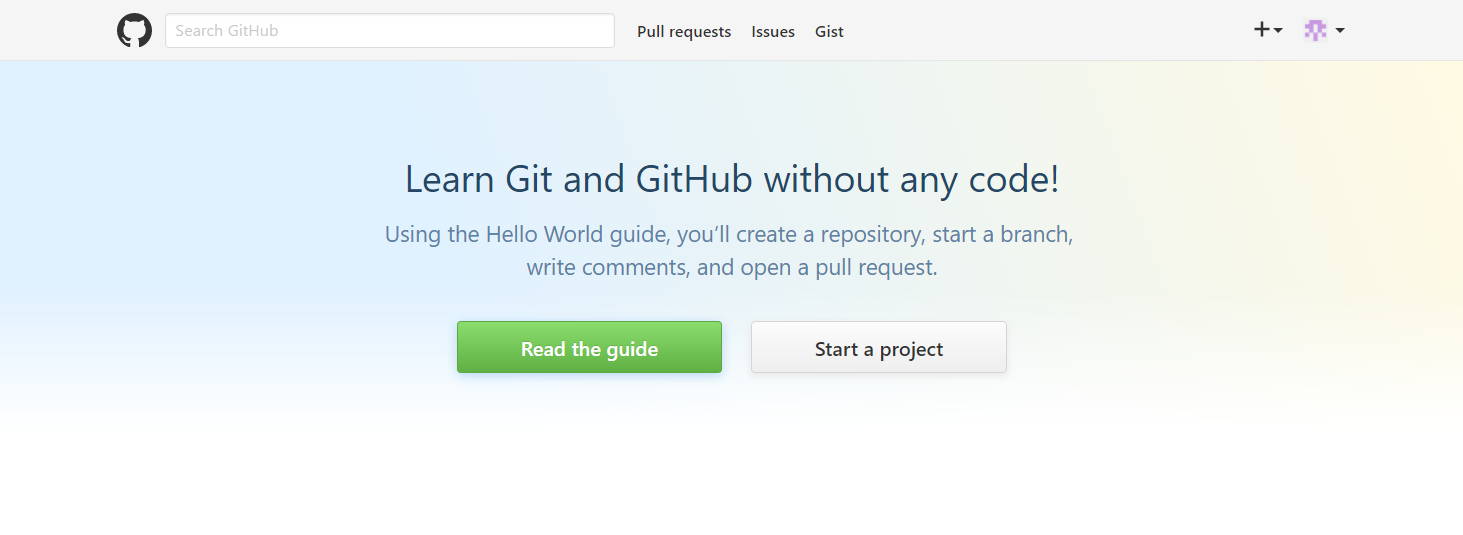 Search GitHub
Pull requests Issues Gist
Learn Git and GitHub without any code!
Using the Hello World guide, you’ll create a repository, start a branch,
write comments, and open a pull request.
Read the guide Start a project